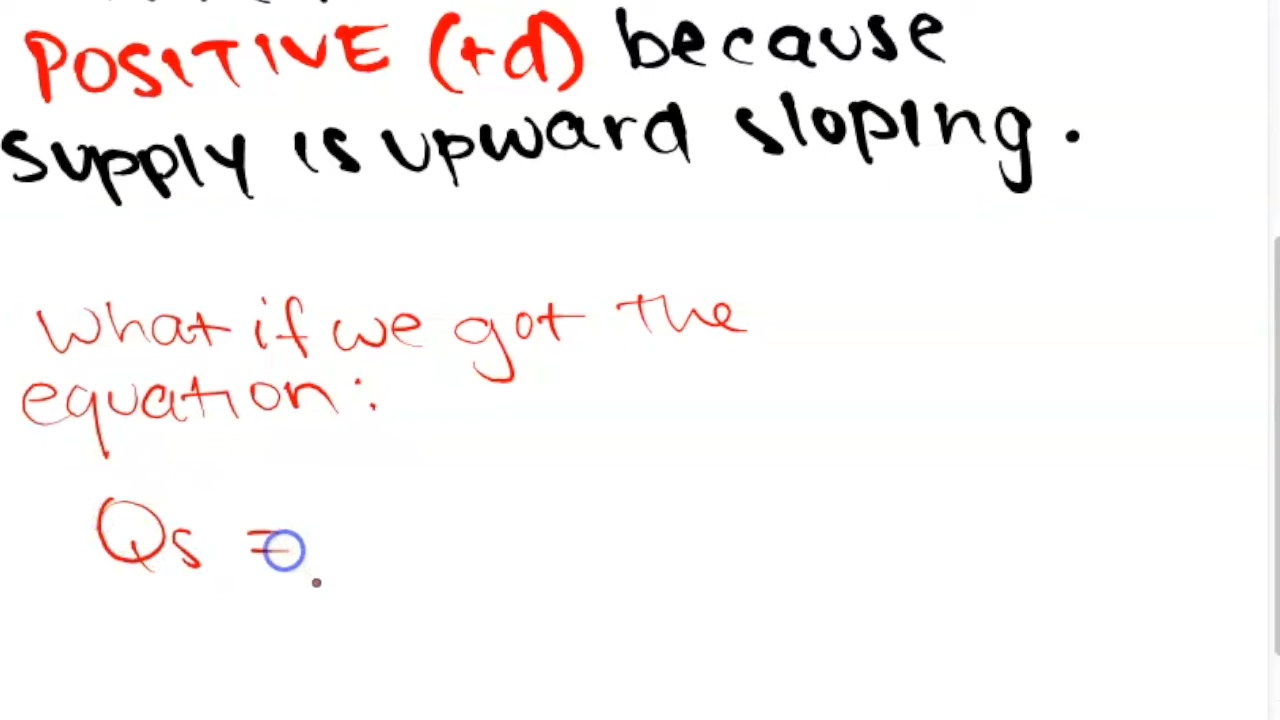 POSITIVE (+d) because
supply is upward sloping.
What if we got the
equation:
Qs =